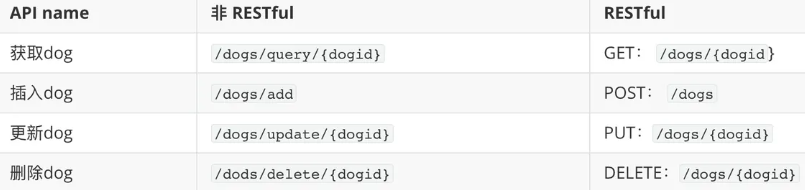 API name 非 RESTful RESTful
获取dog /dogs/query/{dogid} GET： /dogs/{dogid}
插入dog /dogs/add POST： /dogs
更新dog /dogs/update/{dogid} PUT：/dogs/{dogid}
删除dog /dods/delete/{dogid} DELETE：/dogs/{dogid}